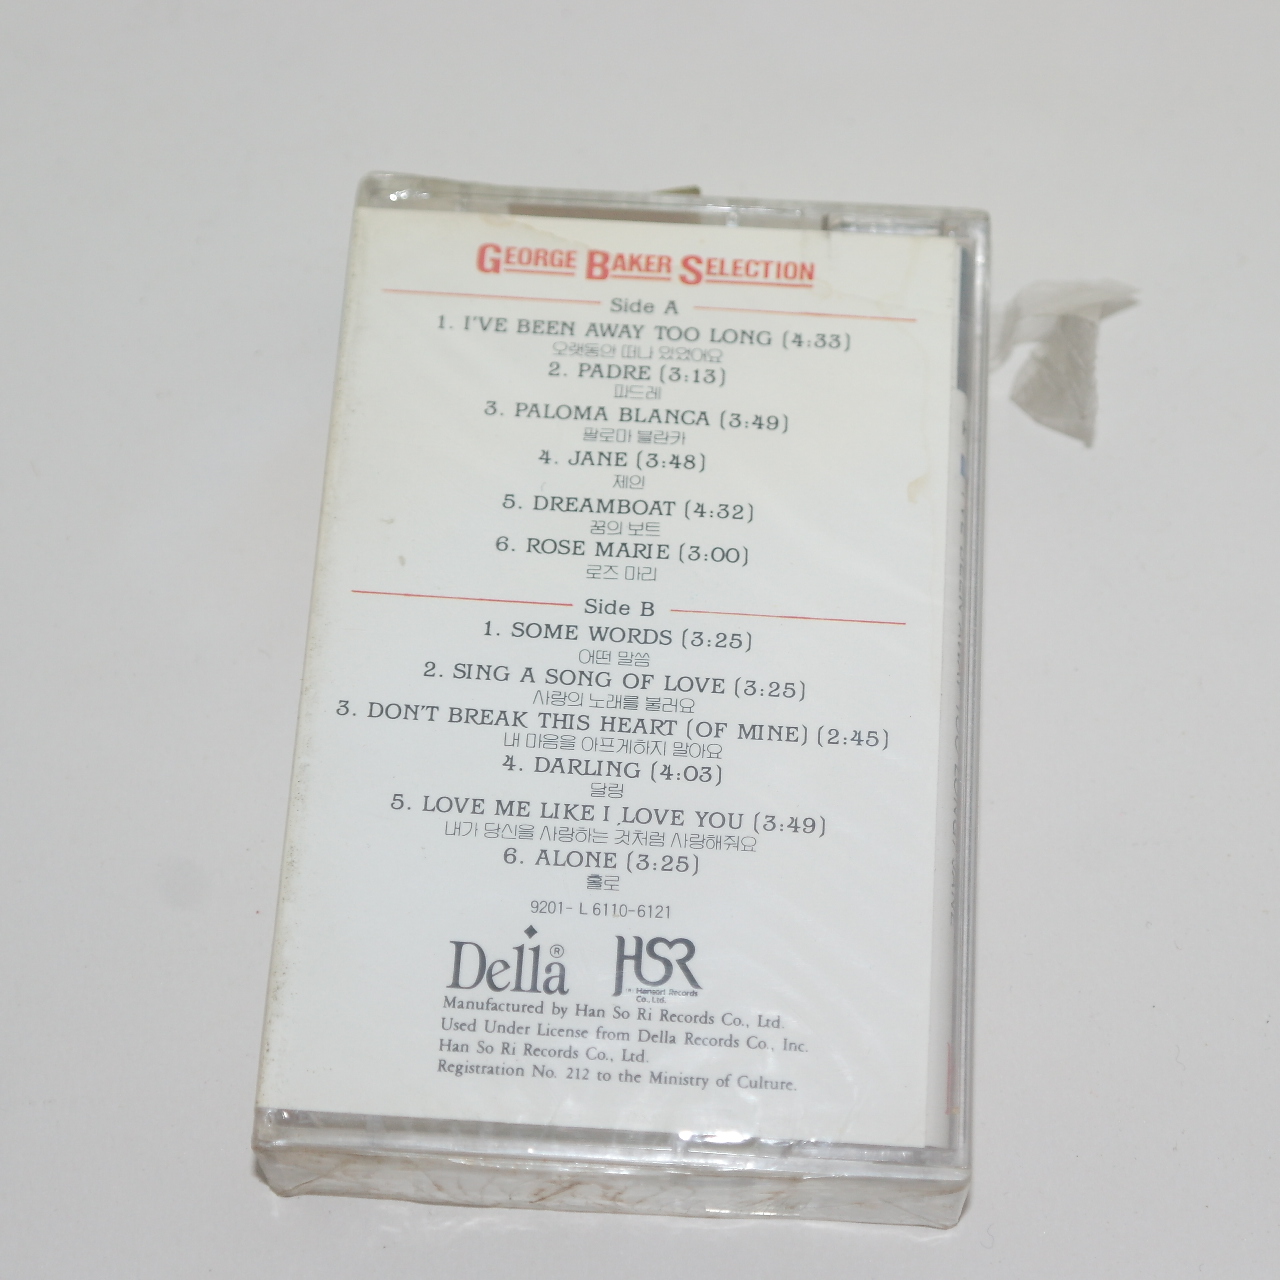 GEORGE BAKER SELECTION
Side A
1. I'VE BEEN AWAY TOO LONG (4:33)
오랫동안 떠나 있었어요
2. PADRE (3:13)
파드레
3. PALOMA BLANCA (3:49)
팔로마 블란카
4. JANE (3:48)
제인
5. DREAMBOAT (4:32)
꿈의 보트
6. ROSE MARIE (3:00)
로즈 마리
Side B
1. SOME WORDS (3:25)
어떤 말씀
2. SING A SONG OF LOVE (3:25)
사랑의 노래를 불러요
3. DON'T BREAK THIS HEART (OF MINE) (2:45)
내 마음을 아프게하지 말아요
4. DARLING (4:03)
달링
5. LOVE ME LIKE I LOVE YOU (3:49)
내가 당신을 사랑하는 것처럼 사랑해줘요
6. ALONE (3:25)
홀로
9201- L 6110-6121
Della® HSR
Hansori Records
Co., Ltd.
Manufactured by Han So Ri Records Co., Ltd.
Used Under License from Della Records Co., Inc.
Han So Ri Records Co., Ltd.
Registration No. 212 to the Ministry of Culture.